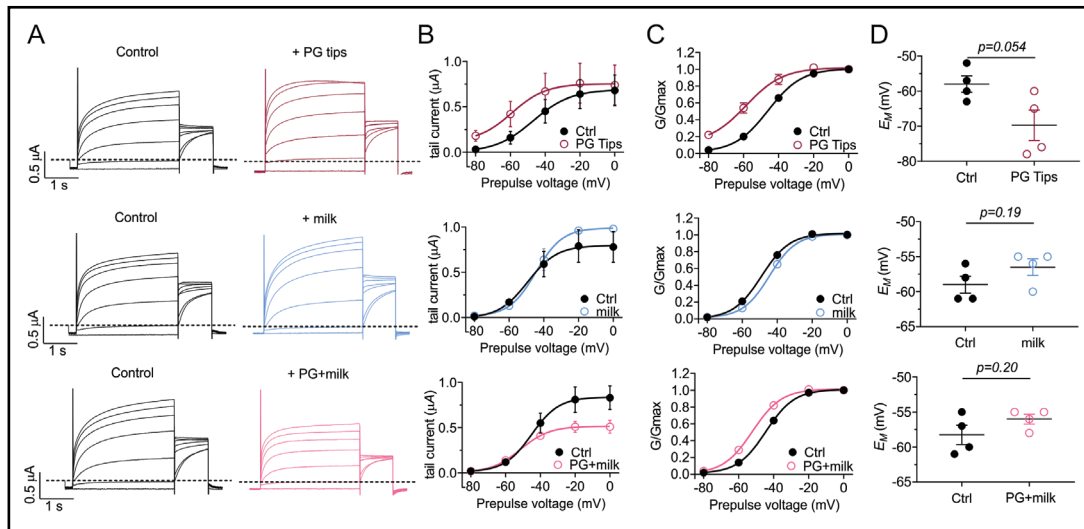 A
B
C
D
Control
+ PG tips
0.5 µA
1 s
tail current (µA)
1.0
0.5
0.0
-80 -60 -40 -20 0
Prepulse voltage (mV)
Ctrl
PG Tips
G/Gmax
1.2
1.0
0.8
0.6
0.4
0.2
0.0
-80 -60 -40 -20 0
Prepulse voltage (mV)
Ctrl
PG Tips
p=0.054
EM (mV)
-50
-60
-70
-80
Ctrl PG Tips
Control
+ milk
0.5 µA
1 s
tail current (µA)
1.0
0.5
0.0
-80 -60 -40 -20 0
Prepulse voltage (mV)
Ctrl
milk
G/Gmax
1.2
1.0
0.8
0.6
0.4
0.2
0.0
-80 -60 -40 -20 0
Prepulse voltage (mV)
Ctrl
milk
p=0.19
EM (mV)
-50
-55
-60
-65
Ctrl milk
Control
+ PG+milk
0.5 µA
1 s
tail current (µA)
1.0
0.5
0.0
-80 -60 -40 -20 0
Prepulse voltage (mV)
Ctrl
PG+milk
G/Gmax
1.2
1.0
0.8
0.6
0.4
0.2
0.0
-80 -60 -40 -20 0
Prepulse voltage (mV)
Ctrl
PG+milk
p=0.20
EM (mV)
-50
-55
-60
-65
Ctrl PG+milk